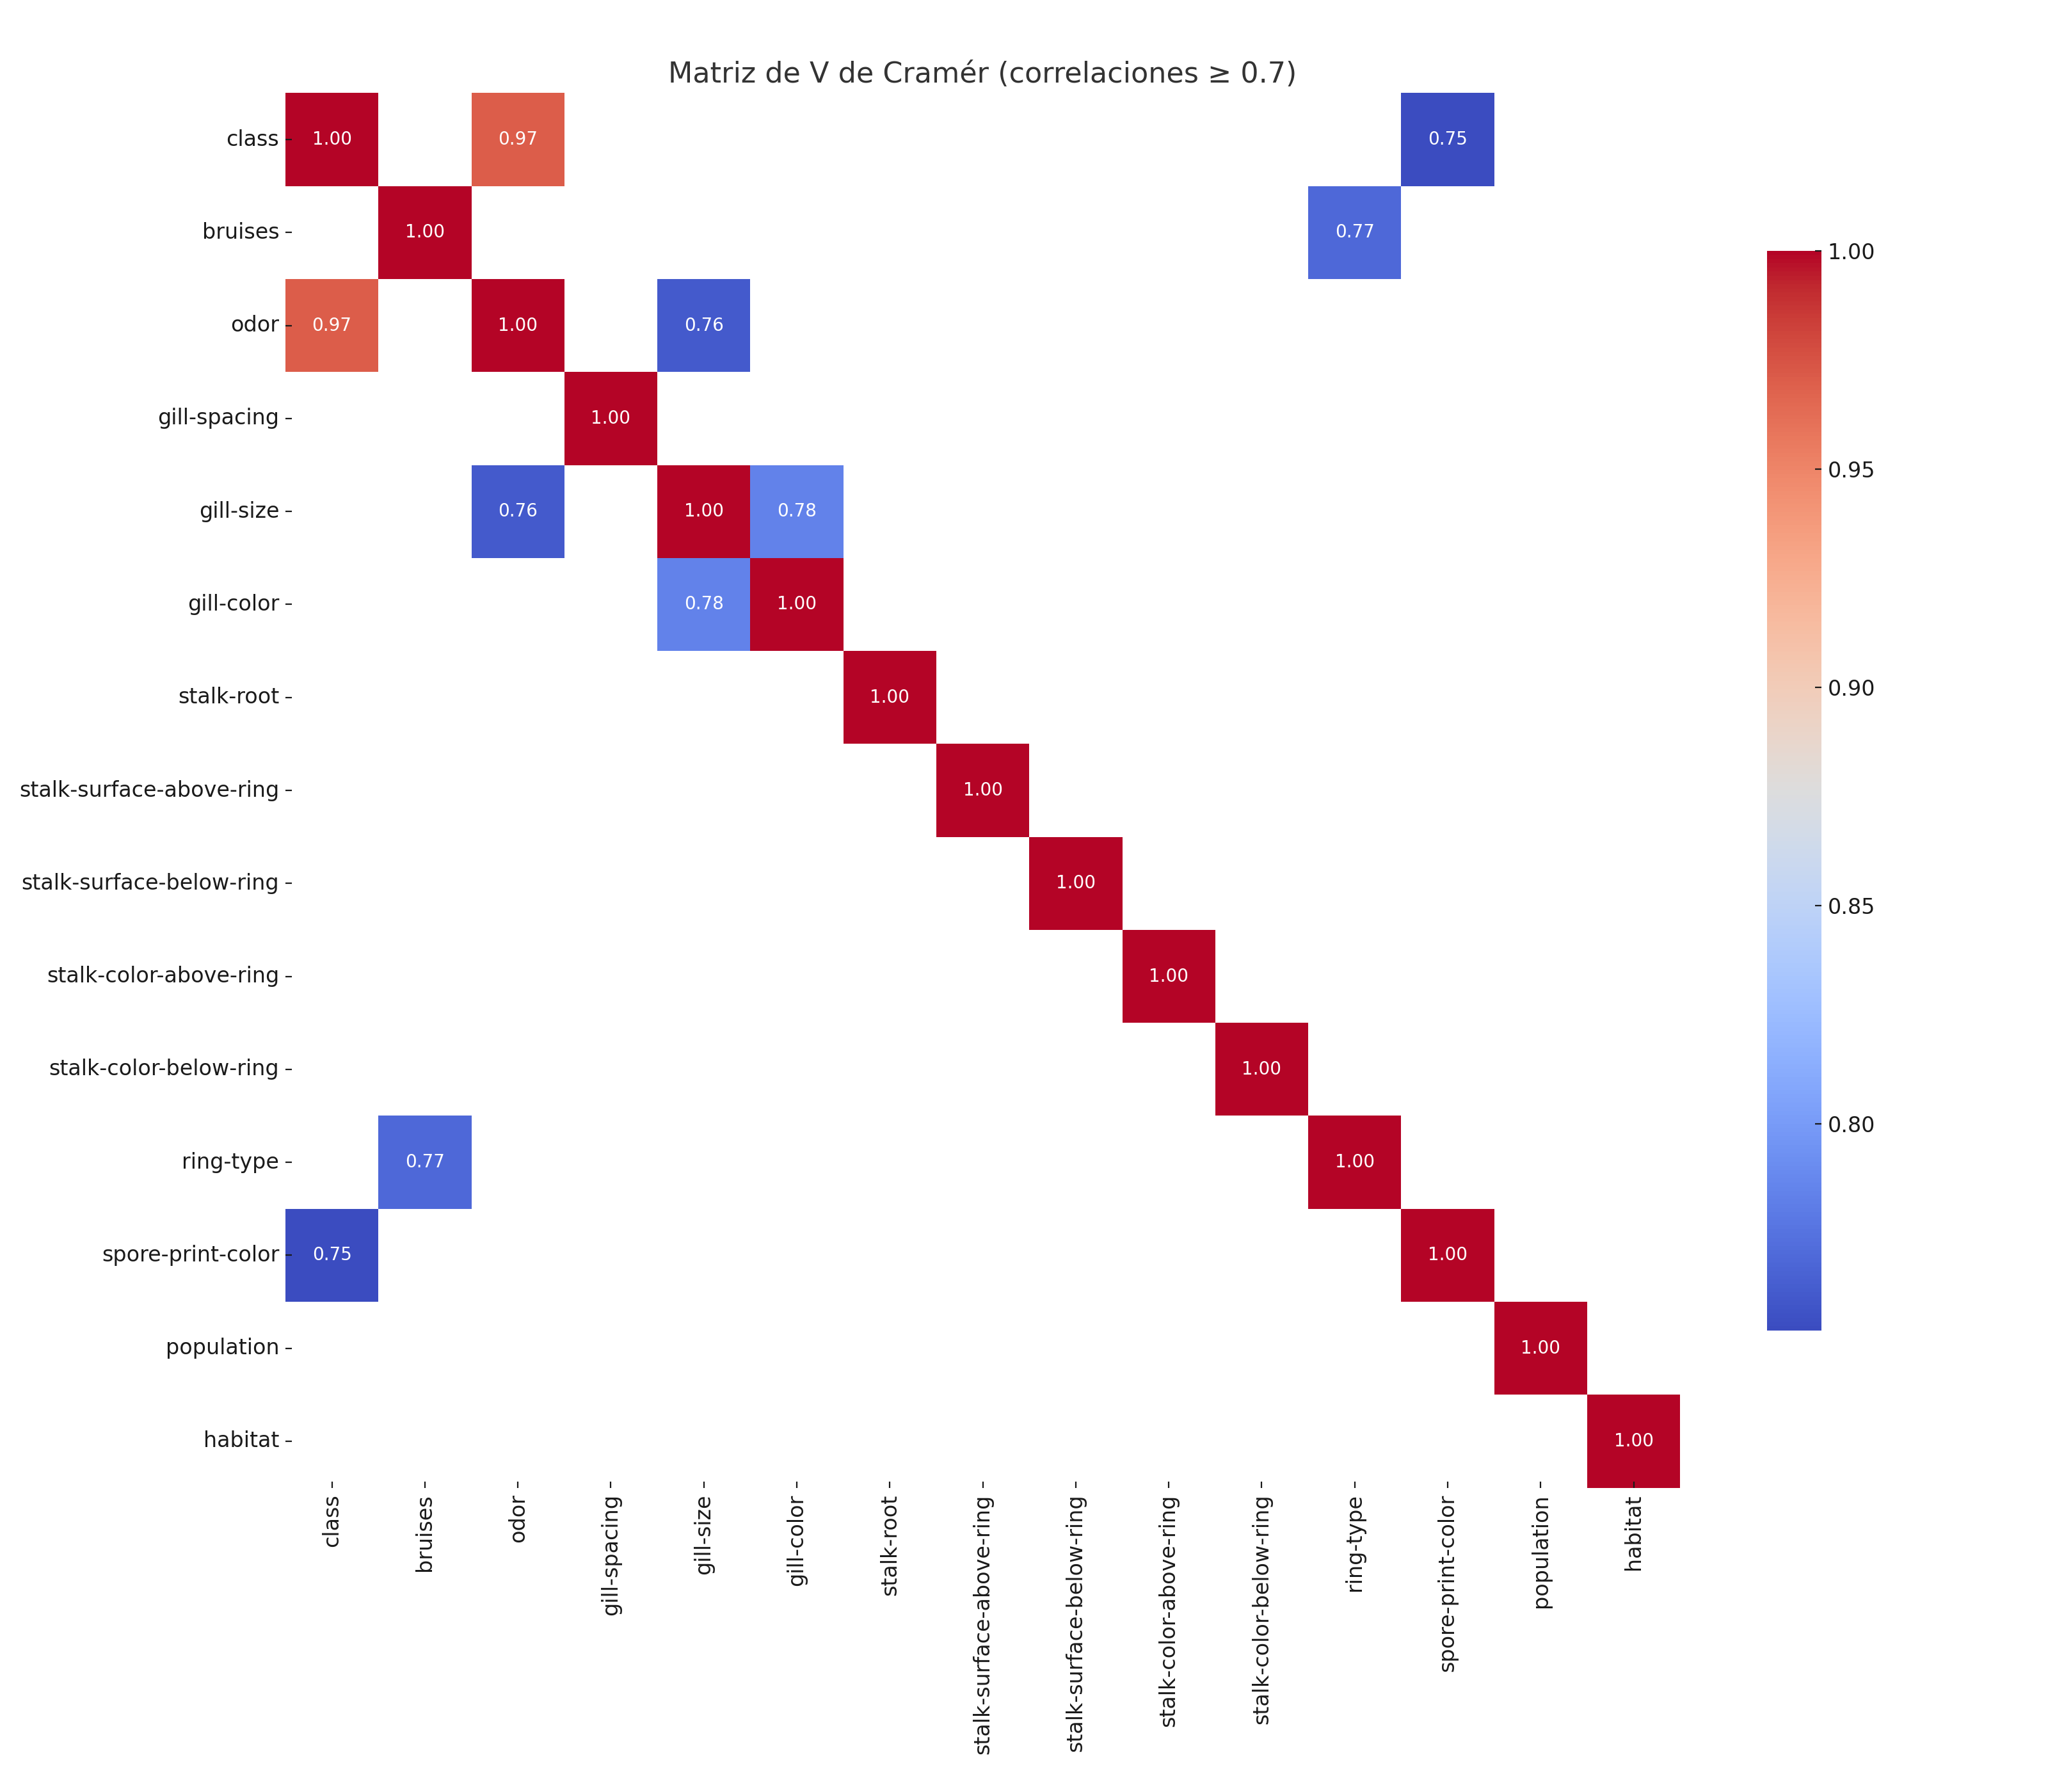 Matriz de V de Cramér (correlaciones ≥ 0.7)
class 1.00 0.97 0.75
bruises 1.00 0.77
odor 0.97 1.00 0.76
gill-spacing 1.00
gill-size 0.76 1.00 0.78
gill-color 0.78 1.00
stalk-root 1.00
stalk-surface-above-ring 1.00
stalk-surface-below-ring 1.00
stalk-color-above-ring 1.00
stalk-color-below-ring 1.00
ring-type 0.77 1.00
spore-print-color 0.75 1.00
population 1.00
habitat 1.00
class
bruises
odor
gill-spacing
gill-size
gill-color
stalk-root
stalk-surface-above-ring
stalk-surface-below-ring
stalk-color-above-ring
stalk-color-below-ring
ring-type
spore-print-color
population
habitat
1.00
0.95
0.90
0.85
0.80